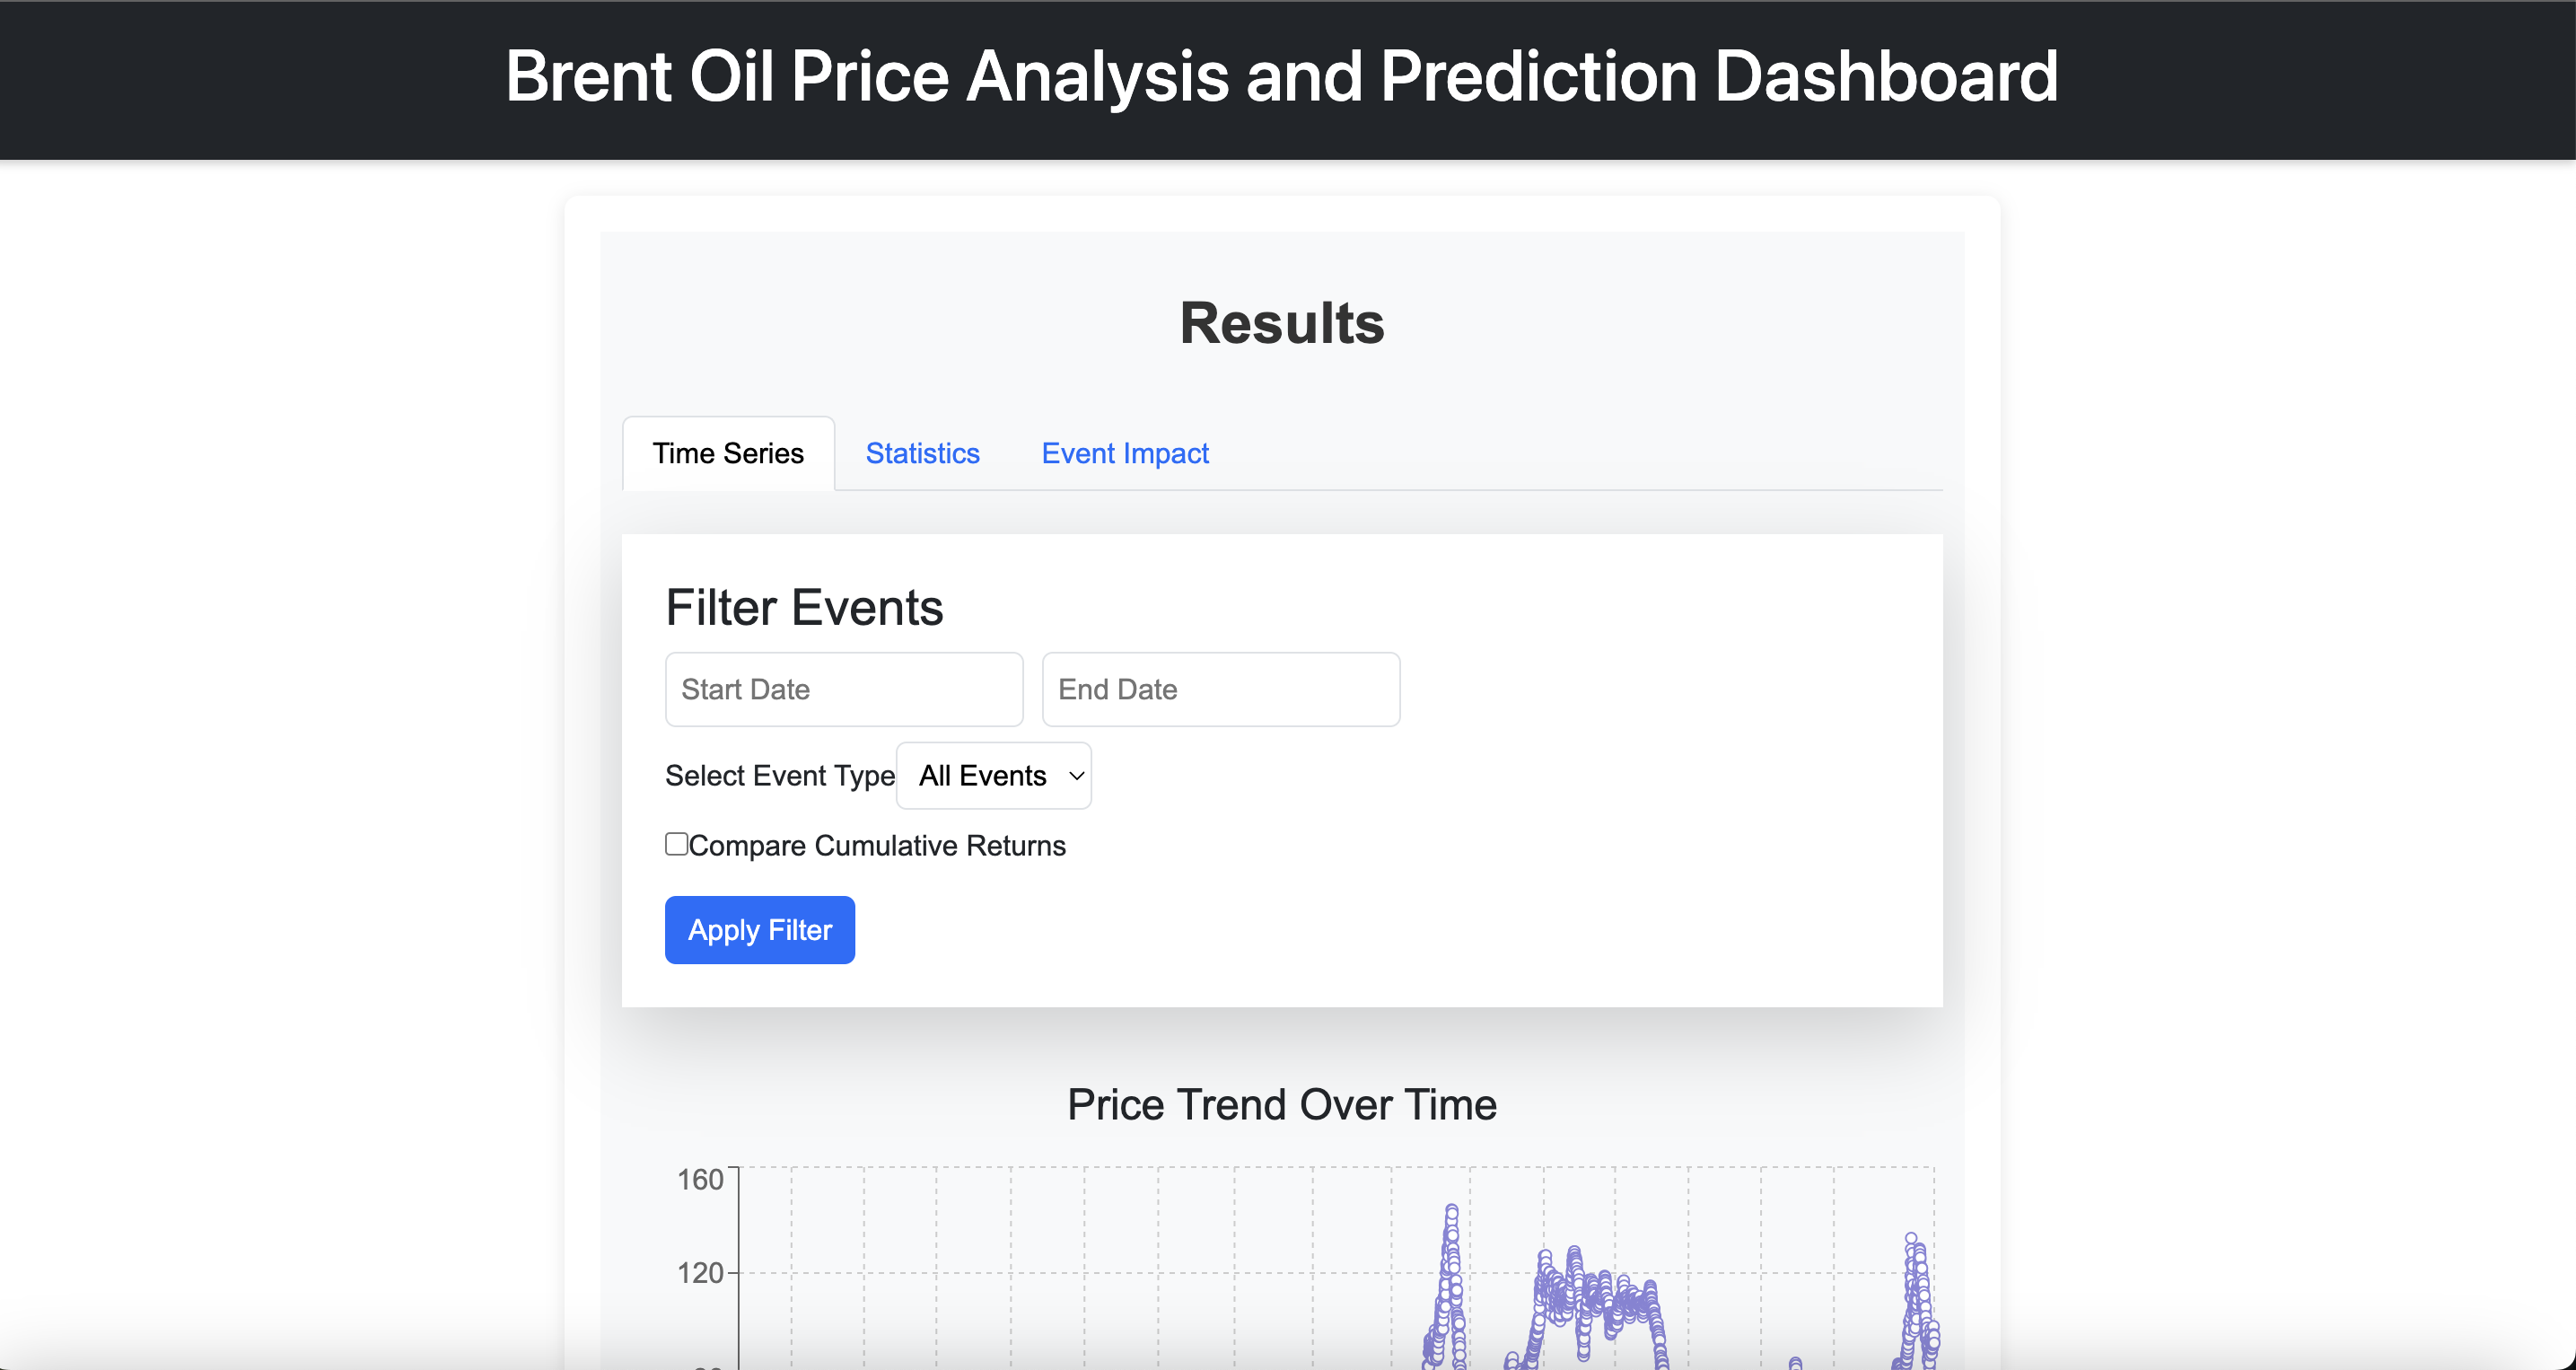 Brent Oil Price Analysis and Prediction Dashboard
Results
Time Series Statistics Event Impact
Filter Events
Start Date End Date
Select Event Type All Events
Compare Cumulative Returns
Apply Filter
Price Trend Over Time
160
120